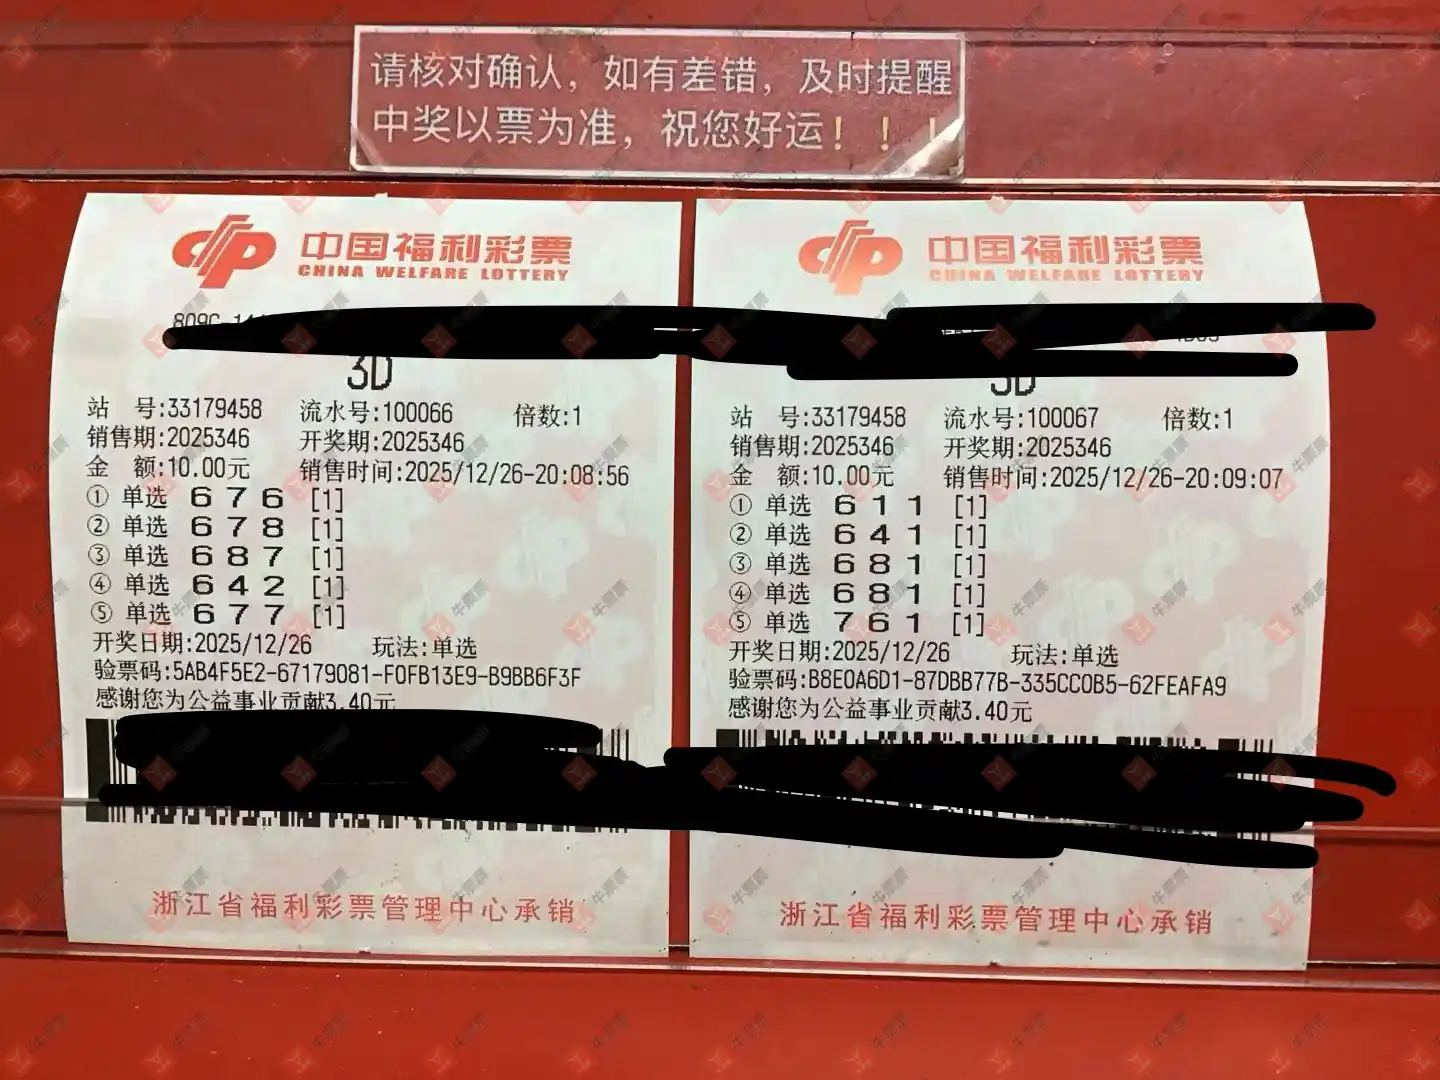 请核对确认，如有差错，及时提醒
中奖以票为准，祝您好运！！！
中国福利彩票
CHINA WELFARE LOTTERY
3D
站 号:33179458 流水号:100066 倍数:1
销售期:2025346 开奖期:2025346
金 额:10.00元 销售时间:2025/12/26-20:08:56
① 单选 6 7 6 [1]
② 单选 6 7 8 [1]
③ 单选 6 8 7 [1]
④ 单选 6 4 2 [1]
⑤ 单选 6 7 7 [1]
开奖日期:2025/12/26 玩法:单选
验票码:5AB4F5E2-67179081-F0FB13E9-B9BB6F3F
感谢您为公益事业贡献3.40元
浙江省福利彩票管理中心承销
中国福利彩票
CHINA WELFARE LOTTERY
3D
站 号:33179458 流水号:100067 倍数:1
销售期:2025346 开奖期:2025346
金 额:10.00元 销售时间:2025/12/26-20:09:07
① 单选 6 1 1 [1]
② 单选 6 4 1 [1]
③ 单选 6 8 1 [1]
④ 单选 6 8 1 [1]
⑤ 单选 7 6 1 [1]
开奖日期:2025/12/26 玩法:单选
验票码:B8E0A6D1-87DBB77B-335CC0B5-62FEAFA9
感谢您为公益事业贡献3.40元
浙江省福利彩票管理中心承销